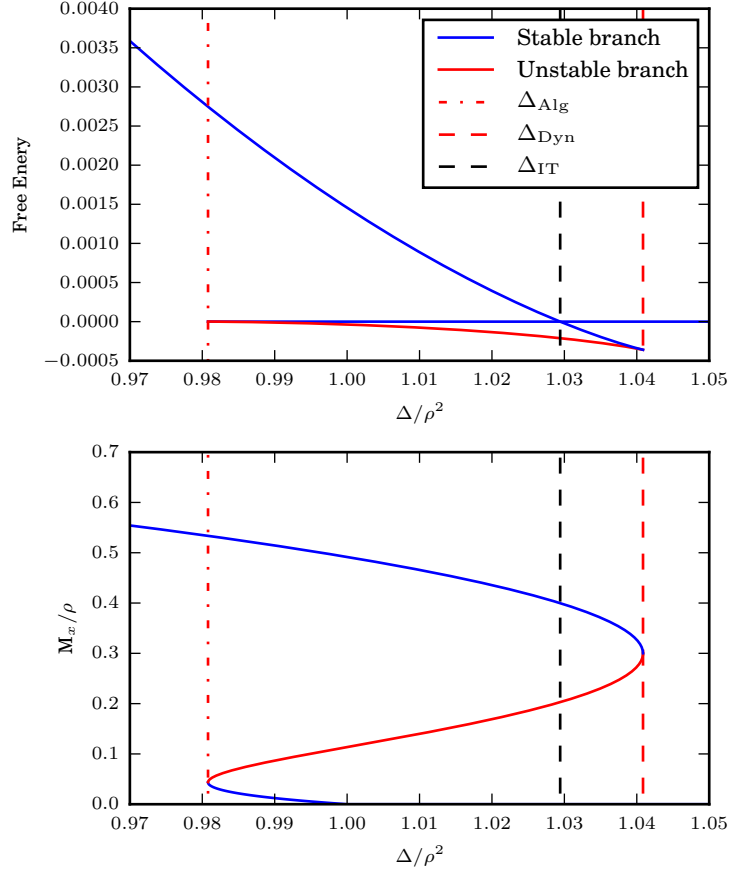 0.0040
0.0035
0.0030
0.0025
0.0020
0.0015
0.0010
0.0005
0.0000
−0.0005
Free Enery
Stable branch
Unstable branch
Δ_Alg
Δ_Dyn
Δ_IT
0.97 0.98 0.99 1.00 1.01 1.02 1.03 1.04 1.05
Δ/ρ²
0.7
0.6
0.5
0.4
0.3
0.2
0.1
0.0
M_x/ρ
0.97 0.98 0.99 1.00 1.01 1.02 1.03 1.04 1.05
Δ/ρ²